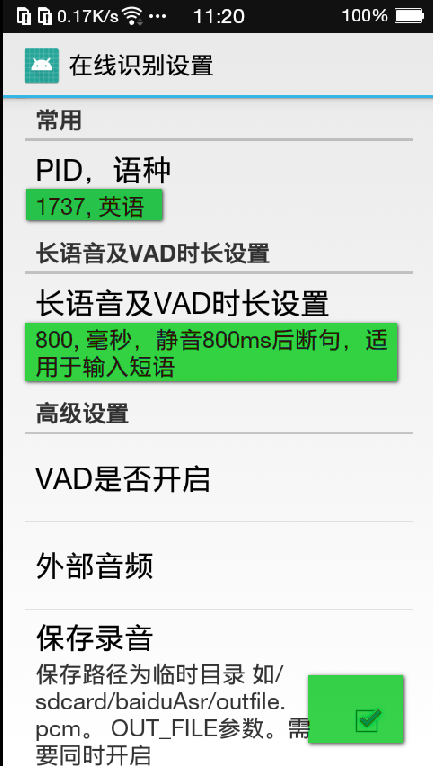 0.17K/s ••• 11:20 100%
在线识别设置
常用
PID，语种
1737, 英语
长语音及VAD时长设置
长语音及VAD时长设置
800, 毫秒，静音800ms后断句，适
用于输入短语
高级设置
VAD是否开启
外部音频
保存录音
保存路径为临时目录 如/
sdcard/baiduAsr/outfile.
pcm。 OUT_FILE参数。需
要同时开启